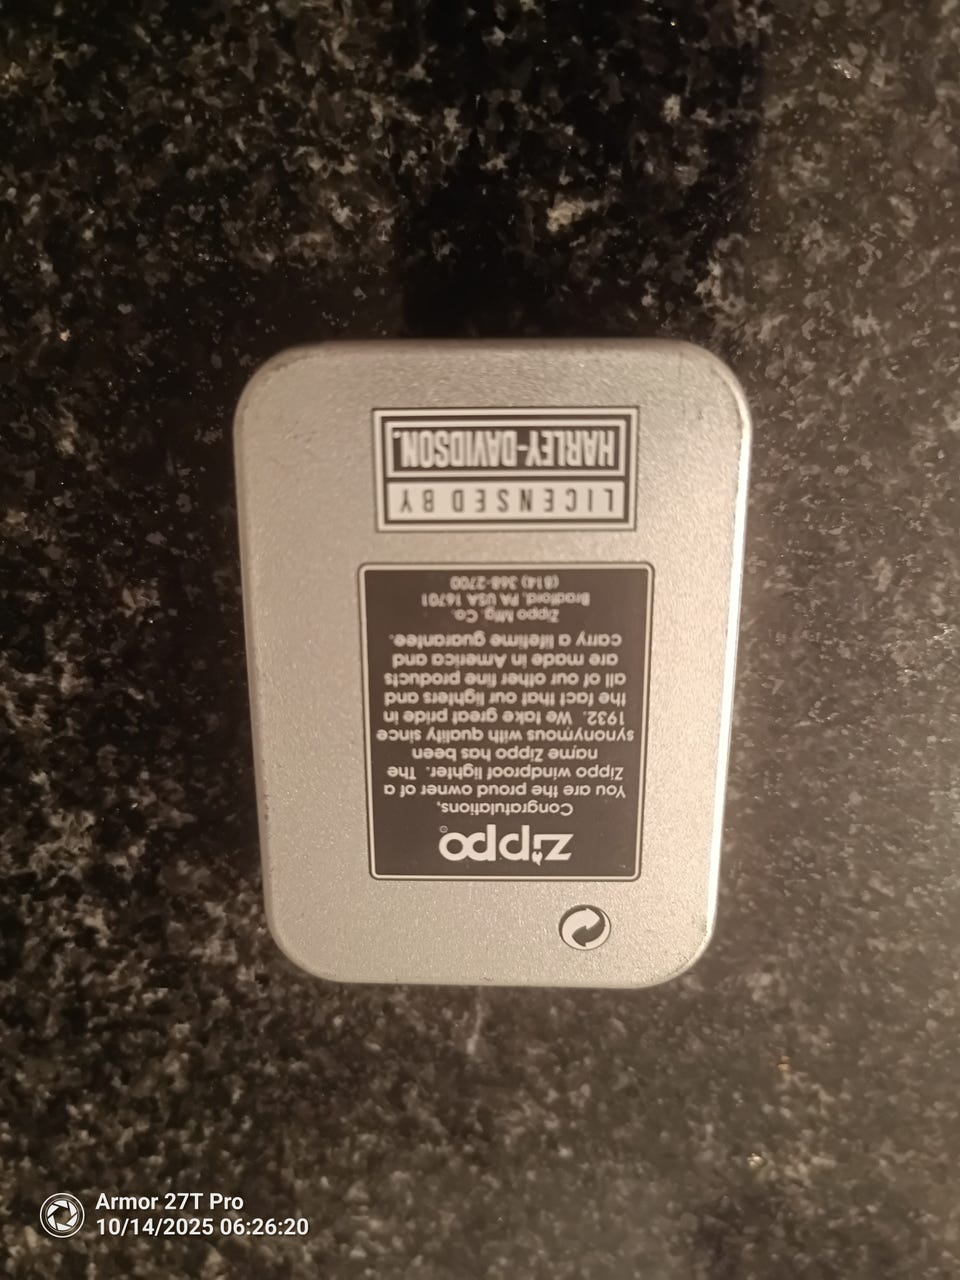 zippo
Congratulations,
You are the proud owner of a
Zippo windproof lighter. The
name Zippo has been
synonymous with quality since
1932. We take great pride in
the fact that our lighters and
all of our other fine products
are made in America and
carry a lifetime guarantee.
Zippo Mfg. Co.
Bradford, PA USA 16701
(814) 368-2700
LICENSED BY
HARLEY-DAVIDSON.
Armor 27T Pro
10/14/2025 06:26:20